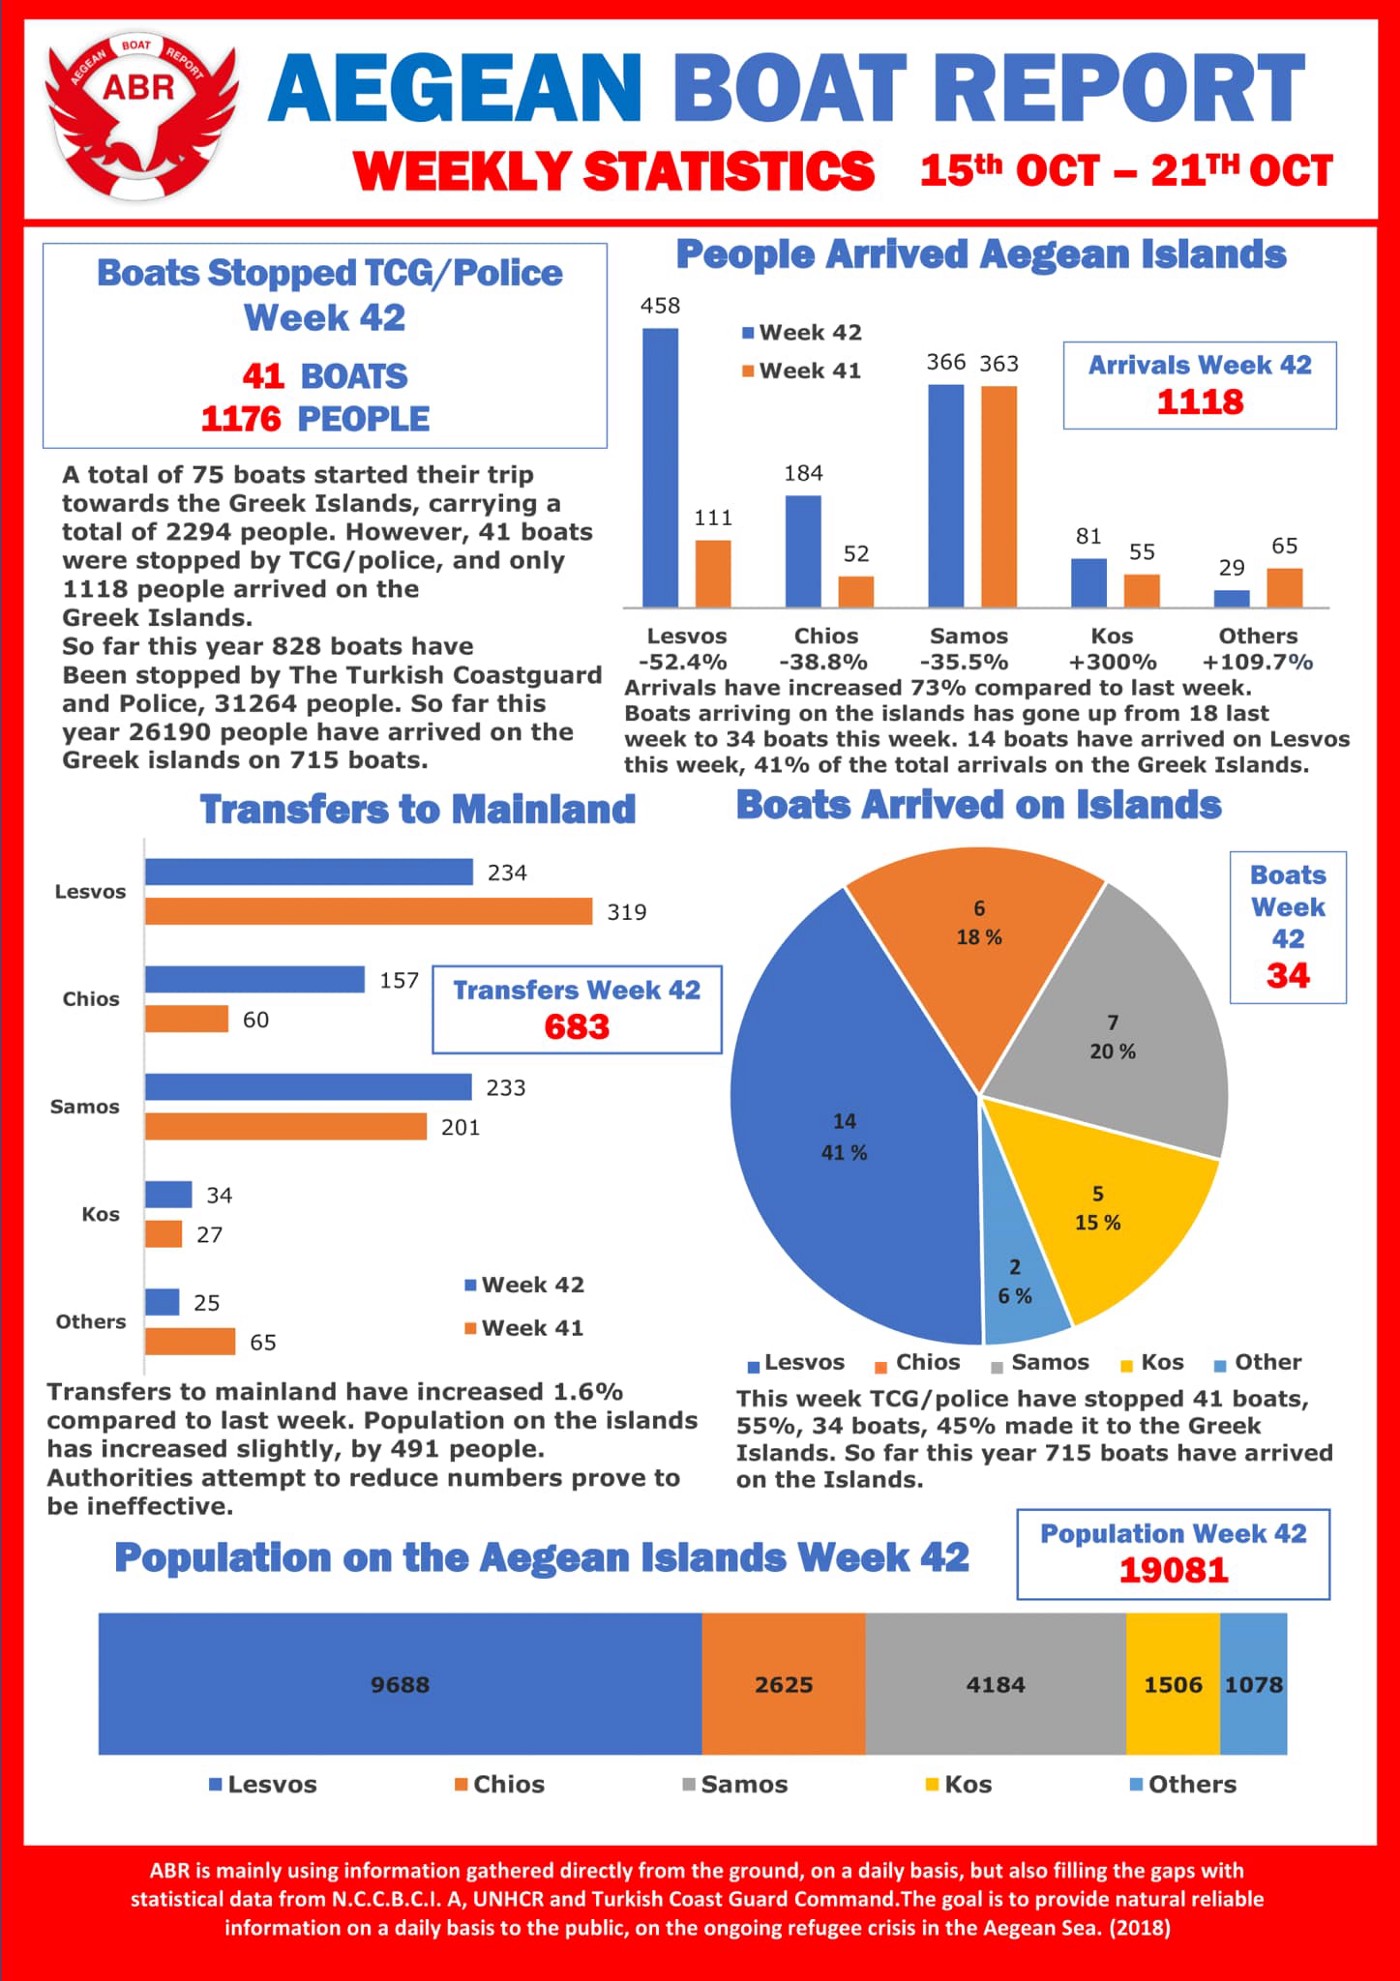 AEGEAN BOAT REPORT
ABR
AEGEAN BOAT REPORT
WEEKLY STATISTICS 15th OCT – 21TH OCT
Boats Stopped TCG/Police
Week 42
41 BOATS
1176 PEOPLE
A total of 75 boats started their trip
towards the Greek Islands, carrying a
total of 2294 people. However, 41 boats
were stopped by TCG/police, and only
1118 people arrived on the
Greek Islands.
So far this year 828 boats have
Been stopped by The Turkish Coastguard
and Police, 31264 people. So far this
year 26190 people have arrived on the
Greek islands on 715 boats.
People Arrived Aegean Islands
458
Week 42
Week 41
366 363
Arrivals Week 42
1118
184
111
52
81
55
29
65
Lesvos Chios Samos Kos Others
-52.4% -38.8% -35.5% +300% +109.7%
Arrivals have increased 73% compared to last week.
Boats arriving on the islands has gone up from 18 last
week to 34 boats this week. 14 boats have arrived on Lesvos
this week, 41% of the total arrivals on the Greek Islands.
Transfers to Mainland
Lesvos
234
319
Chios
157
60
Transfers Week 42
683
Samos
233
201
Kos
34
27
Others
25
65
Week 42
Week 41
Transfers to mainland have increased 1.6%
compared to last week. Population on the islands
has increased slightly, by 491 people.
Authorities attempt to reduce numbers prove to
be ineffective.
Boats Arrived on Islands
Boats
Week
42
34
6
18 %
7
20 %
14
41 %
5
15 %
2
6 %
Lesvos Chios Samos Kos Other
This week TCG/police have stopped 41 boats,
55%, 34 boats, 45% made it to the Greek
Islands. So far this year 715 boats have arrived
on the Islands.
Population on the Aegean Islands Week 42
Population Week 42
19081
9688 2625 4184 1506 1078
Lesvos Chios Samos Kos Others
ABR is mainly using information gathered directly from the ground, on a daily basis, but also filling the gaps with
statistical data from N.C.C.B.C.I. A, UNHCR and Turkish Coast Guard Command.The goal is to provide natural reliable
information on a daily basis to the public, on the ongoing refugee crisis in the Aegean Sea. (2018)